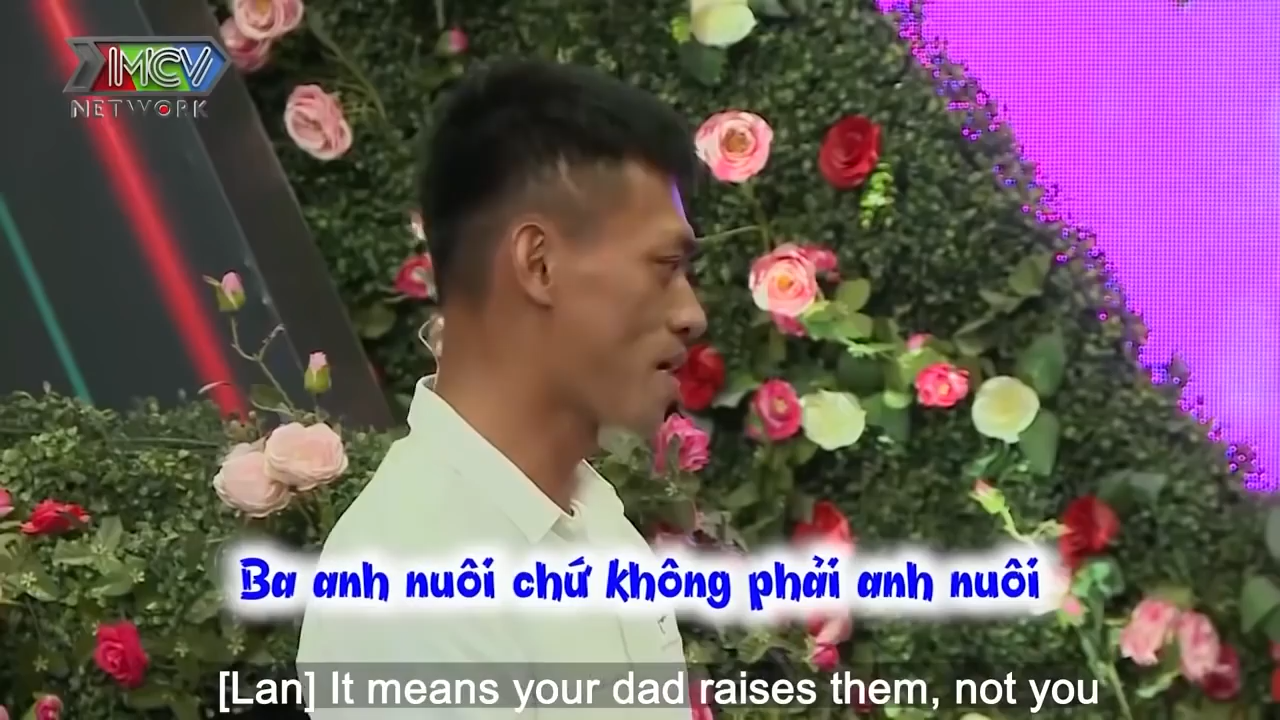 MCV
NETWORK
Ba anh nuôi chứ không phải anh nuôi
[Lan] It means your dad raises them, not you